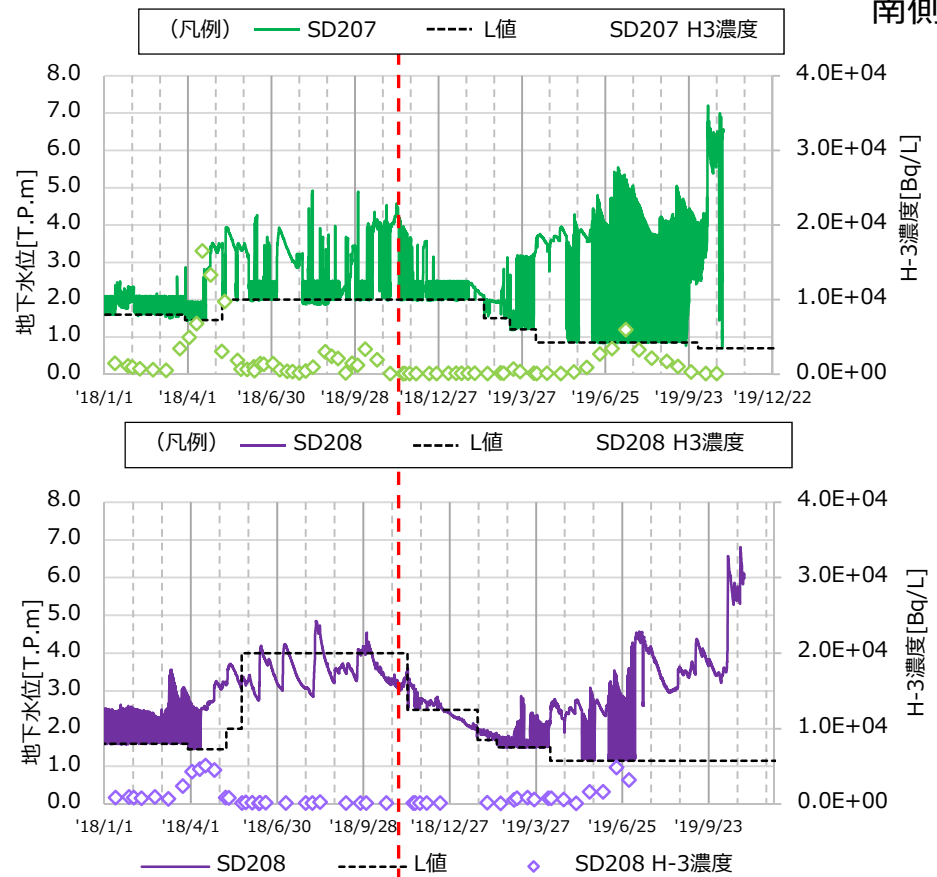 南側
(凡例) SD207 L値 SD207 H3濃度
8.0
7.0
6.0
5.0
4.0
3.0
2.0
1.0
0.0
地下水位[T.P.m]
4.0E+04
3.0E+04
2.0E+04
1.0E+04
0.0E+00
H-3濃度[Bq/L]
'18/1/1 '18/4/1 '18/6/30 '18/9/28 '18/12/27 '19/3/27 '19/6/25 '19/9/23 '19/12/22
(凡例) SD208 L値 SD208 H3濃度
8.0
7.0
6.0
5.0
4.0
3.0
2.0
1.0
0.0
地下水位[T.P.m]
4.0E+04
3.0E+04
2.0E+04
1.0E+04
0.0E+00
H-3濃度[Bq/L]
'18/1/1 '18/4/1 '18/6/30 '18/9/28 '18/12/27 '19/3/27 '19/6/25 '19/9/23
SD208 L値 SD208 H-3濃度